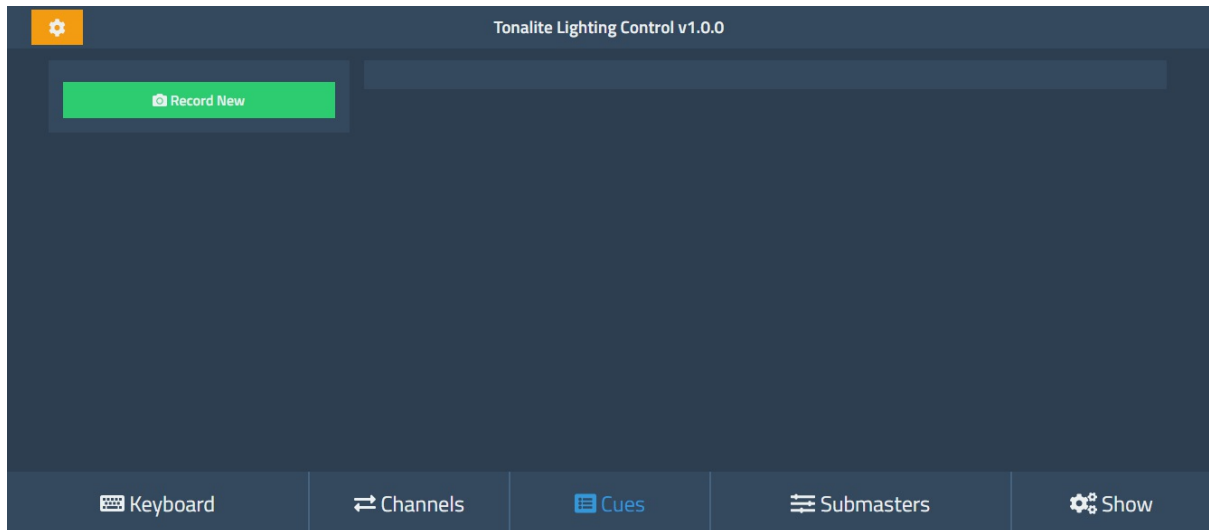 Tonalite Lighting Control v1.0.0
Record New
Keyboard
Channels
Cues
Submasters
Show